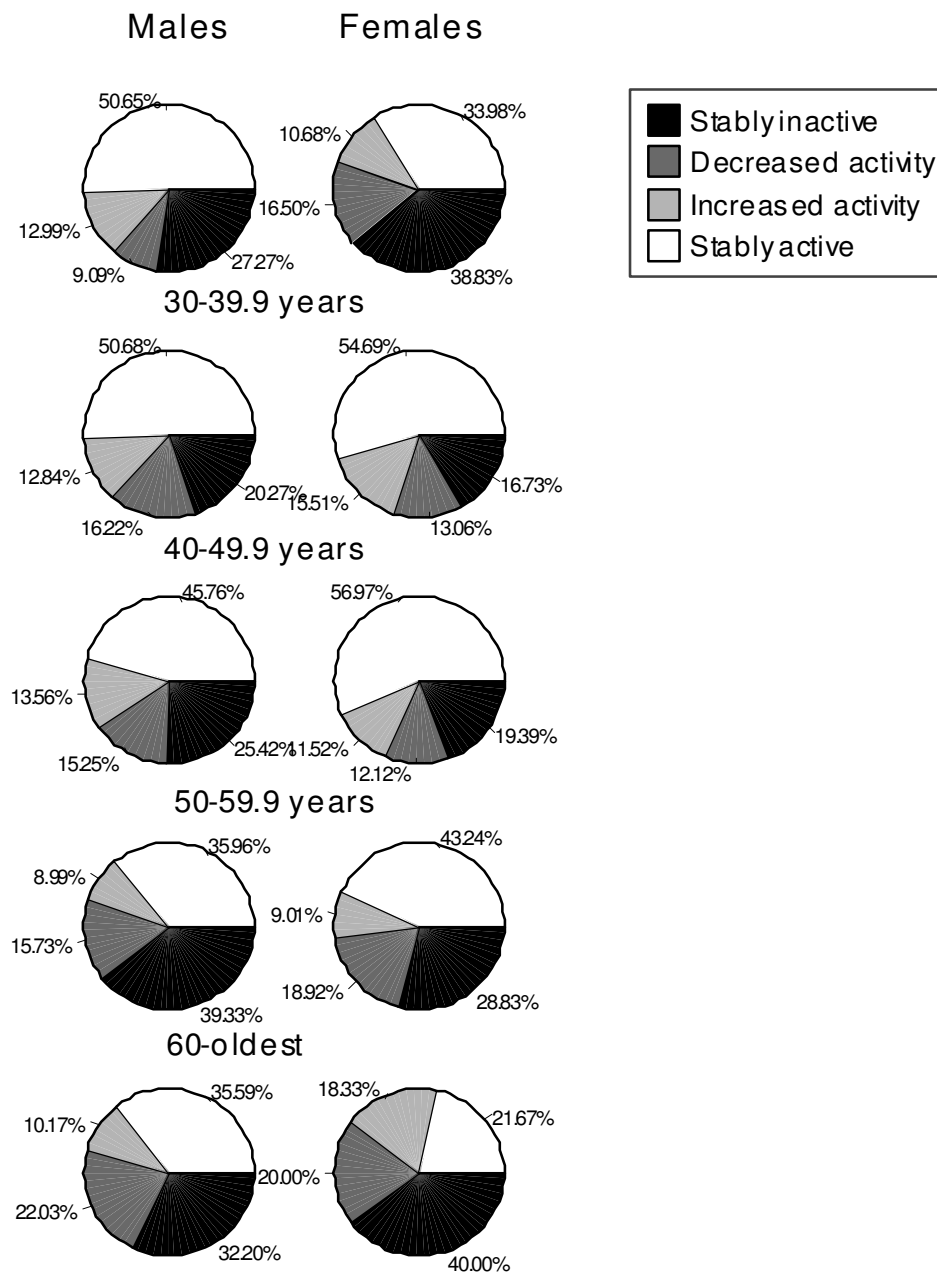 Males Females
50.65% 33.98%
10.68%
12.99% 16.50%
9.09% 27.27% 38.83%
30-39.9 years
50.68% 54.69%
12.84% 20.27% 15.51% 16.73%
16.22% 13.06%
40-49.9 years
45.76% 56.97%
13.56%
15.25% 25.42% 11.52% 12.12% 19.39%
50-59.9 years
35.96% 43.24%
8.99% 9.01%
15.73% 18.92% 28.83%
39.33%
60-oldest
35.59% 18.33% 21.67%
10.17%
22.03% 20.00%
32.20% 40.00%
Stably inactive
Decreased activity
Increased activity
Stably active